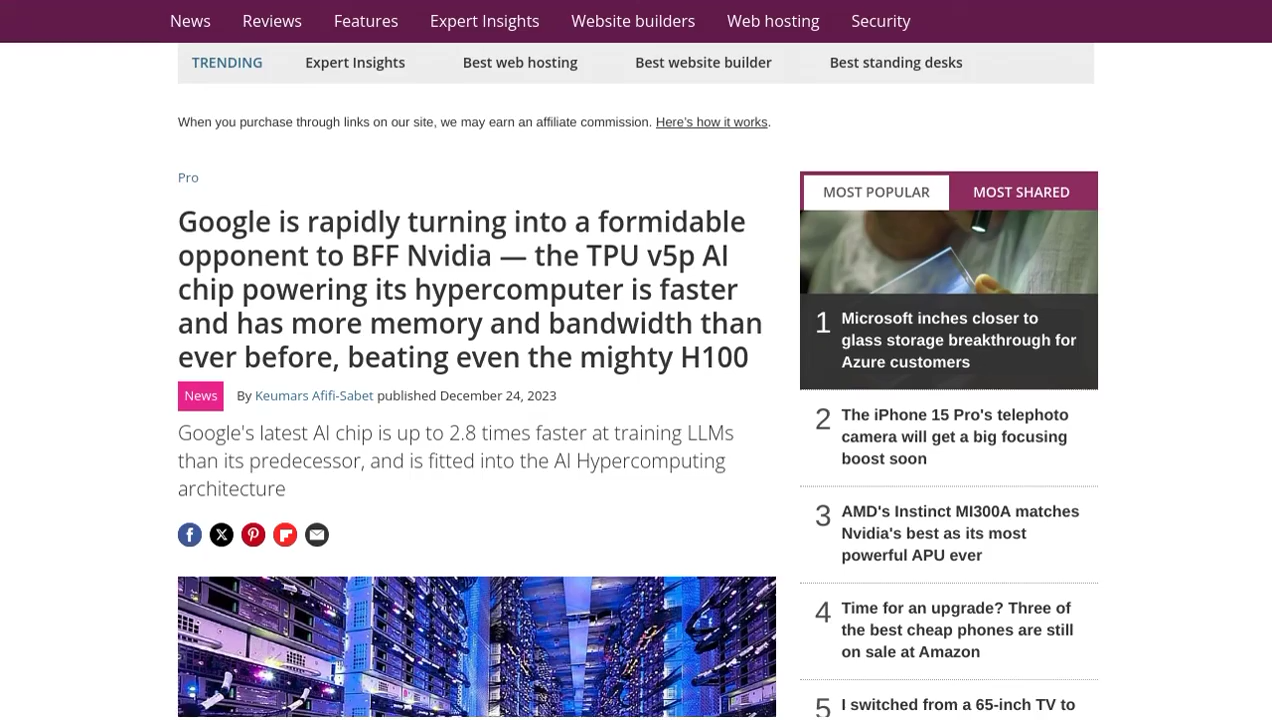 News Reviews Features Expert Insights Website builders Web hosting Security
TRENDING Expert Insights Best web hosting Best website builder Best standing desks
When you purchase through links on our site, we may earn an affiliate commission. Here's how it works.
Pro
Google is rapidly turning into a formidable
opponent to BFF Nvidia — the TPU v5p AI
chip powering its hypercomputer is faster
and has more memory and bandwidth than
ever before, beating even the mighty H100
News By Keumars Afifi-Sabet published December 24, 2023
Google's latest AI chip is up to 2.8 times faster at training LLMs
than its predecessor, and is fitted into the AI Hypercomputing
architecture
MOST POPULAR MOST SHARED
1 Microsoft inches closer to
glass storage breakthrough for
Azure customers
2 The iPhone 15 Pro's telephoto
camera will get a big focusing
boost soon
3 AMD's Instinct MI300A matches
Nvidia's best as its most
powerful APU ever
4 Time for an upgrade? Three of
the best cheap phones are still
on sale at Amazon
5 I switched from a 65-inch TV to